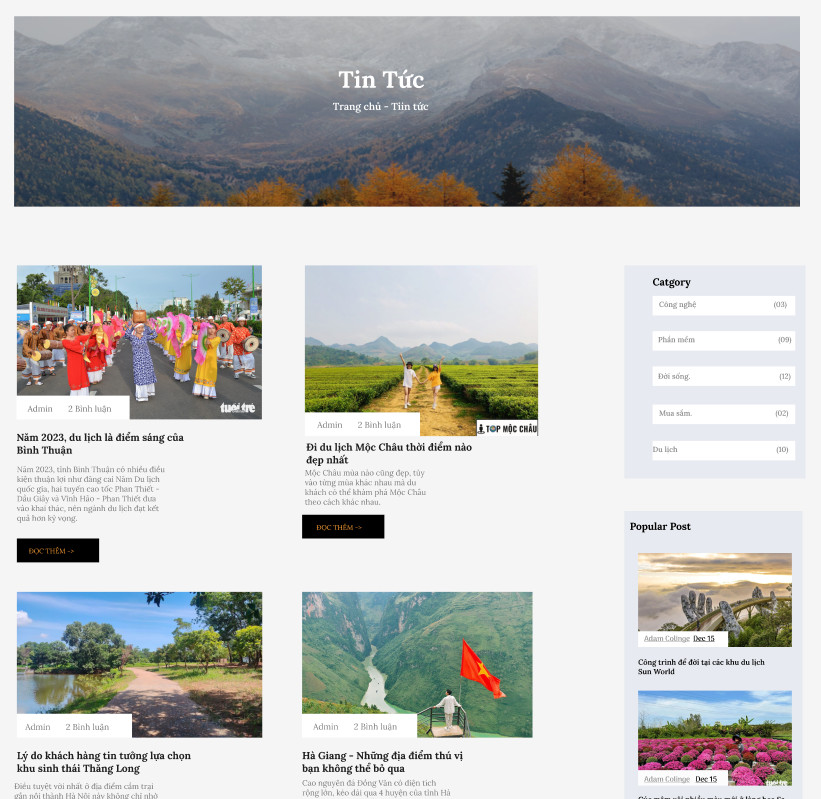 Tin Tức
Trang chủ - Tiin tức
tuổi trẻ
Admin 2 Bình luận
Năm 2023, du lịch là điểm sáng của
Bình Thuận
Năm 2023, tỉnh Bình Thuận có nhiều điều
kiện thuận lợi như đăng cai Năm Du lịch
quốc gia, hai tuyến cao tốc Phan Thiết -
Dầu Giây và Vĩnh Hảo - Phan Thiết đưa
vào khai thác, nên ngành du lịch đạt kết
quả hơn kỳ vọng.
ĐỌC THÊM ->
TOP MỘC CHÂU
Admin 2 Bình luận
Đi du lịch Mộc Châu thời điểm nào
đẹp nhất
Mộc Châu mùa nào cũng đẹp, tùy
vào từng mùa khác nhau mà du
khách có thể khám phá Mộc Châu
theo cách khác nhau.
ĐỌC THÊM ->
Admin 2 Bình luận
Lý do khách hàng tin tưởng lựa chọn
khu sinh thái Thăng Long
Điều tuyệt vời nhất ở địa điểm cắm trại
gần nội thành Hà Nội này không chỉ nhờ
Admin 2 Bình luận
Hà Giang - Những địa điểm thú vị
bạn không thể bỏ qua
Cao nguyên đá Đồng Văn có diện tích
rộng lớn, kéo dài qua 4 huyện của tỉnh Hà
Catgory
Công nghệ (03)
Phần mềm (09)
Đời sống. (12)
Mua sắm. (02)
Du lịch (10)
Popular Post
Adam Colinge Dec 15
Công trình để đời tại các khu du lịch
Sun World
tuổi trẻ
Adam Colinge Dec 15